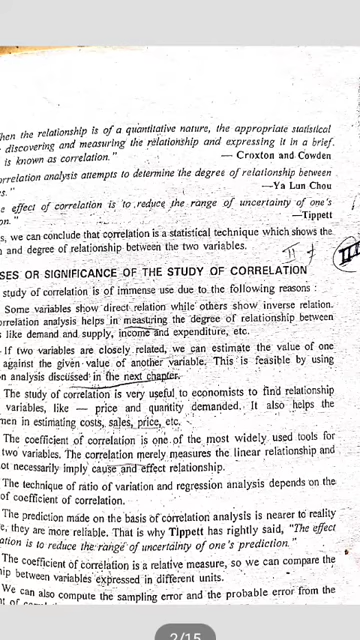 hen the relationship is of a quantitative nature, the appropriate statistical
discovering and measuring the relationship and expressing it in a brief.
is known as correlation."
— Croxton and Cowden
orrelation analysis attempts to determine the degree of relationship between
s."
—Ya Lun Chou
e effect of correlation is to reduce the range of uncertainty of one's
on."
—Tippett
s, we can conclude that correlation is a statistical technique which shows the
and degree of relationship between the two variables.
II
III
SES OR SIGNIFICANCE OF THE STUDY OF CORRELATION
study of correlation is of immense use due to the following reasons :
Some variables show direct relation while others show inverse relation.
orrelation analysis helps in measuring the degree of relationship between
s like demand and supply, income and expenditure, etc.
If two variables are closely related, we can estimate the value of one
against the given value of another variable. This is feasible by using
n analysis discussed in the next chapter.
The study of correlation is very useful to economists to find relationship
variables, like — price and quantity demanded. It also helps the
men in estimating costs, sales, price, etc.
The coefficient of correlation is one of the most widely used tools for
two variables. The correlation merely measures the linear relationship and
ot necessarily imply cause and effect relationship.
The technique of ratio of variation and regression analysis depends on the
of coefficient of correlation.
The prediction made on the basis of correlation analysis is nearer to reality
e, they are more reliable. That is why Tippett has rightly said, "The effect
ation is to reduce the range of uncertainty of one's prediction."
The coefficient of correlation is a relative measure, so we can compare the
hip between variables expressed in different units.
We can also compute the sampling error and the probable error from the
nt of
2/15